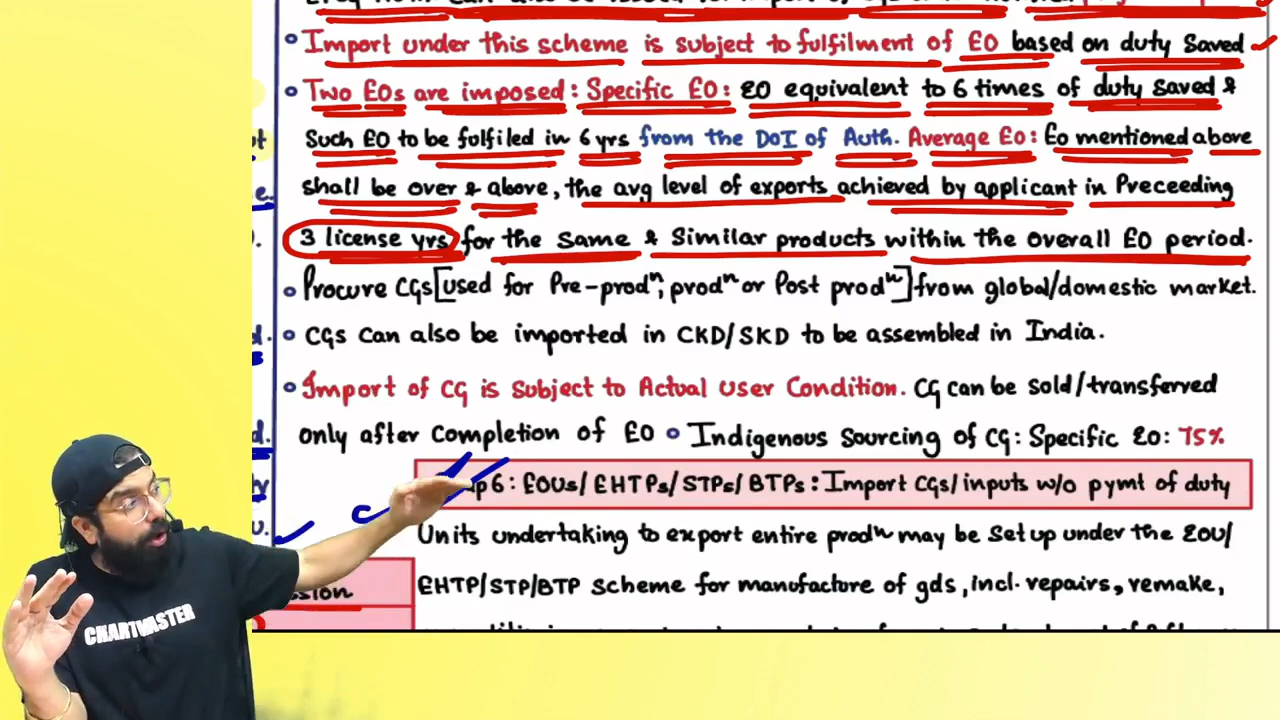 Import under this scheme is subject to fulfilment of EO based on duty saved
Two EOs are imposed: Specific EO: EO equivalent to 6 times of duty saved &
Such EO to be fulfiled in 6 yrs from the DoI of Auth. Average EO: Eo mentioned above
shall be over & above, the avg level of exports achieved by applicant in Preceeding
3 license yrs for the same & similar products within the overall EO period.
Procure CGs [used for Pre-prodⁿ, prodⁿ or Post prodⁿ] from global/domestic market.
CGs can also be imported in CKD/SKD to be assembled in India.
Import of CG is subject to Actual User Condition. CG can be sold/transferred
only after completion of EO • Indigenous sourcing of CG: Specific EO: 75%
6: EOUs/ EHTPs/ STPs/ BTPs: Import CGs/ inputs w/o pymt of duty
Units undertaking to export entire prodⁿ may be set up under the EOU/
EHTP/STP/BTP scheme for manufacture of gds, incl. repairs, remake,
CHARTMASTER